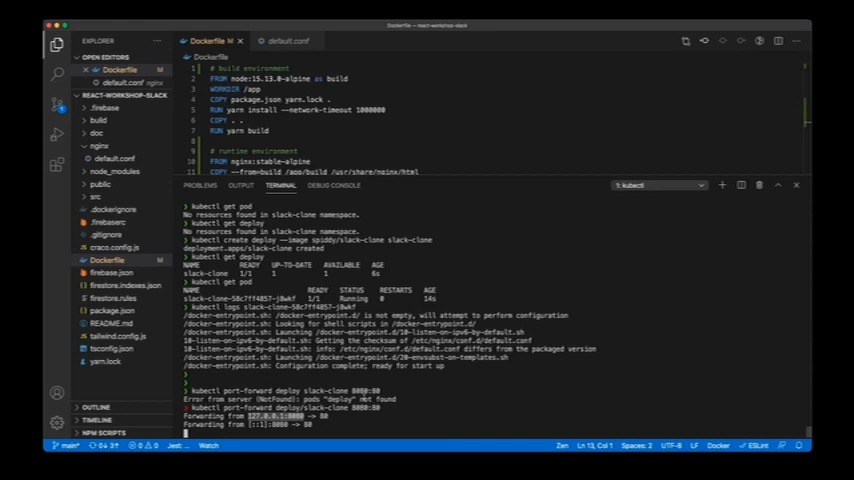 Dockerfile — react-workshop-slack
EXPLORER
OPEN EDITORS
Dockerfile M
default.conf nginx
REACT-WORKSHOP-SLACK
.firebase
build
doc
nginx
default.conf
node_modules
public
src
.dockerignore
.firebaserc
.gitignore
craco.config.js
Dockerfile M
firebase.json
firestore.indexes.json
firestore.rules
package.json
README.md
tailwind.config.js
tsconfig.json
yarn.lock
OUTLINE
TIMELINE
NPM SCRIPTS
Dockerfile M
default.conf
Dockerfile
1 # build environment
2 FROM node:15.13.0-alpine as build
3 WORKDIR /app
4 COPY package.json yarn.lock .
5 RUN yarn install --network-timeout 1000000
6 COPY . .
7 RUN yarn build
8
9 # runtime environment
10 FROM nginx:stable-alpine
11 COPY --from=build /app/build /usr/share/nginx/html
PROBLEMS OUTPUT TERMINAL DEBUG CONSOLE
1: kubectl
❯ kubectl get pod
No resources found in slack-clone namespace.
❯ kubectl get deploy
No resources found in slack-clone namespace.
❯ kubectl create deploy --image spiddy/slack-clone slack-clone
deployment.apps/slack-clone created
❯ kubectl get deploy
NAME READY UP-TO-DATE AVAILABLE AGE
slack-clone 1/1 1 1 6s
❯ kubectl get pod
NAME READY STATUS RESTARTS AGE
slack-clone-58c7ff4857-j8wkf 1/1 Running 0 14s
❯ kubectl logs slack-clone-58c7ff4857-j8wkf
/docker-entrypoint.sh: /docker-entrypoint.d/ is not empty, will attempt to perform configuration
/docker-entrypoint.sh: Looking for shell scripts in /docker-entrypoint.d/
/docker-entrypoint.sh: Launching /docker-entrypoint.d/10-listen-on-ipv6-by-default.sh
10-listen-on-ipv6-by-default.sh: Getting the checksum of /etc/nginx/conf.d/default.conf
10-listen-on-ipv6-by-default.sh: info: /etc/nginx/conf.d/default.conf differs from the packaged version
/docker-entrypoint.sh: Launching /docker-entrypoint.d/20-envsubst-on-templates.sh
/docker-entrypoint.sh: Configuration complete; ready for start up
❯
❯
❯ kubectl port-forward deploy slack-clone 8080:80
Error from server (NotFound): pods "deploy" not found
❯ kubectl port-forward deploy/slack-clone 8080:80
Forwarding from 127.0.0.1:8080 -> 80
Forwarding from [::1]:8080 -> 80
main* 0↓ 3↑ 0 0 Jest: Watch Zen Ln 13, Col 1 Spaces: 2 UTF-8 LF Docker ESLint